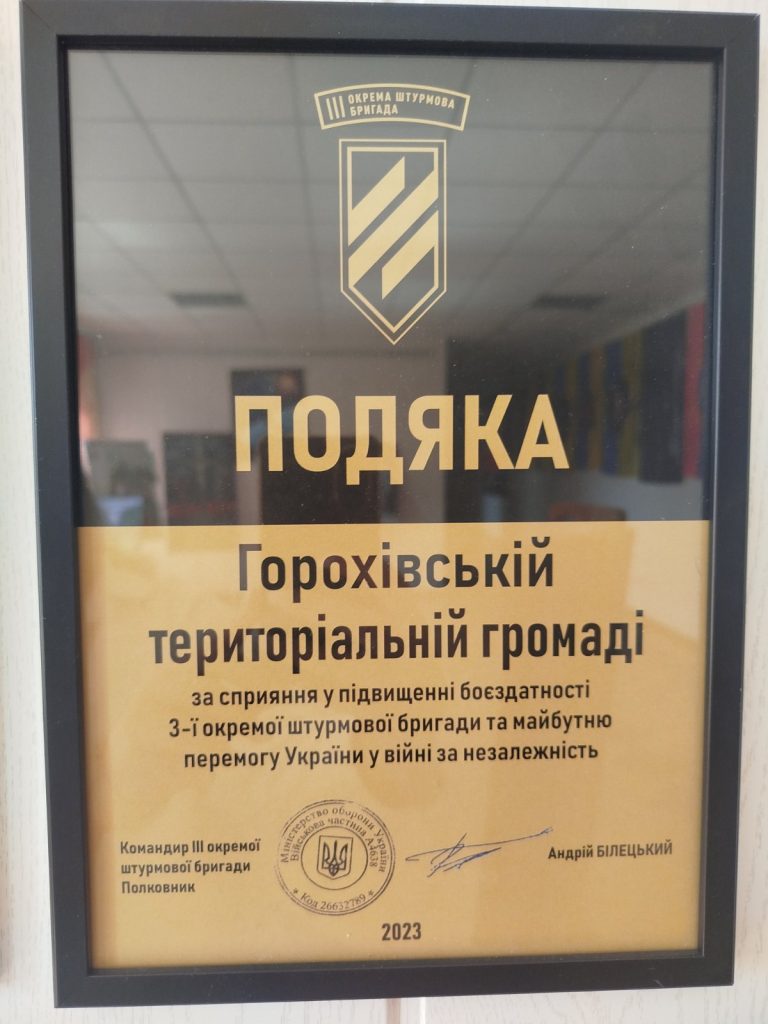 III ОКРЕМА ШТУРМОВА
БРИГАДА
ПОДЯКА
Горохівській
територіальній громаді
за сприяння у підвищенні боєздатності
3-ї окремої штурмової бригади та майбутню
перемогу України у війні за незалежність
Командир III окремої
штурмової бригади
Полковник
Міністерство оборони України
Військова частина А4638
* Код 26632789 *
Андрій БІЛЕЦЬКИЙ
2023